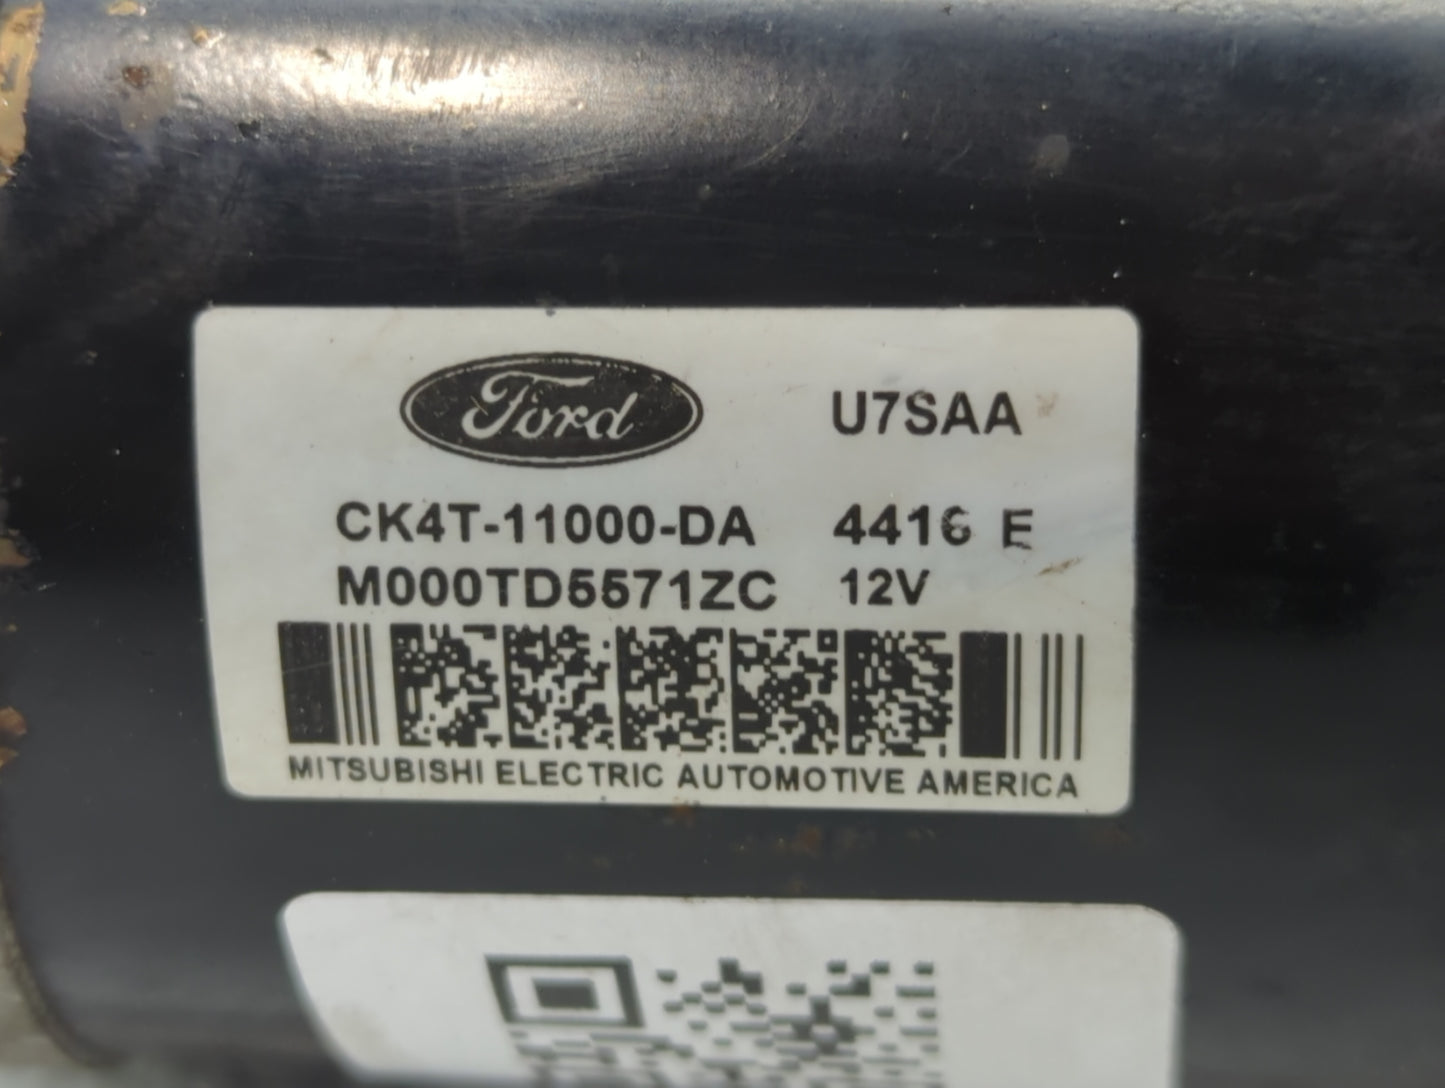 Ford U7SAA
CK4T-11000-DA 4416 E
M000TD5571ZC 12V
MITSUBISHI ELECTRIC AUTOMOTIVE AMERICA